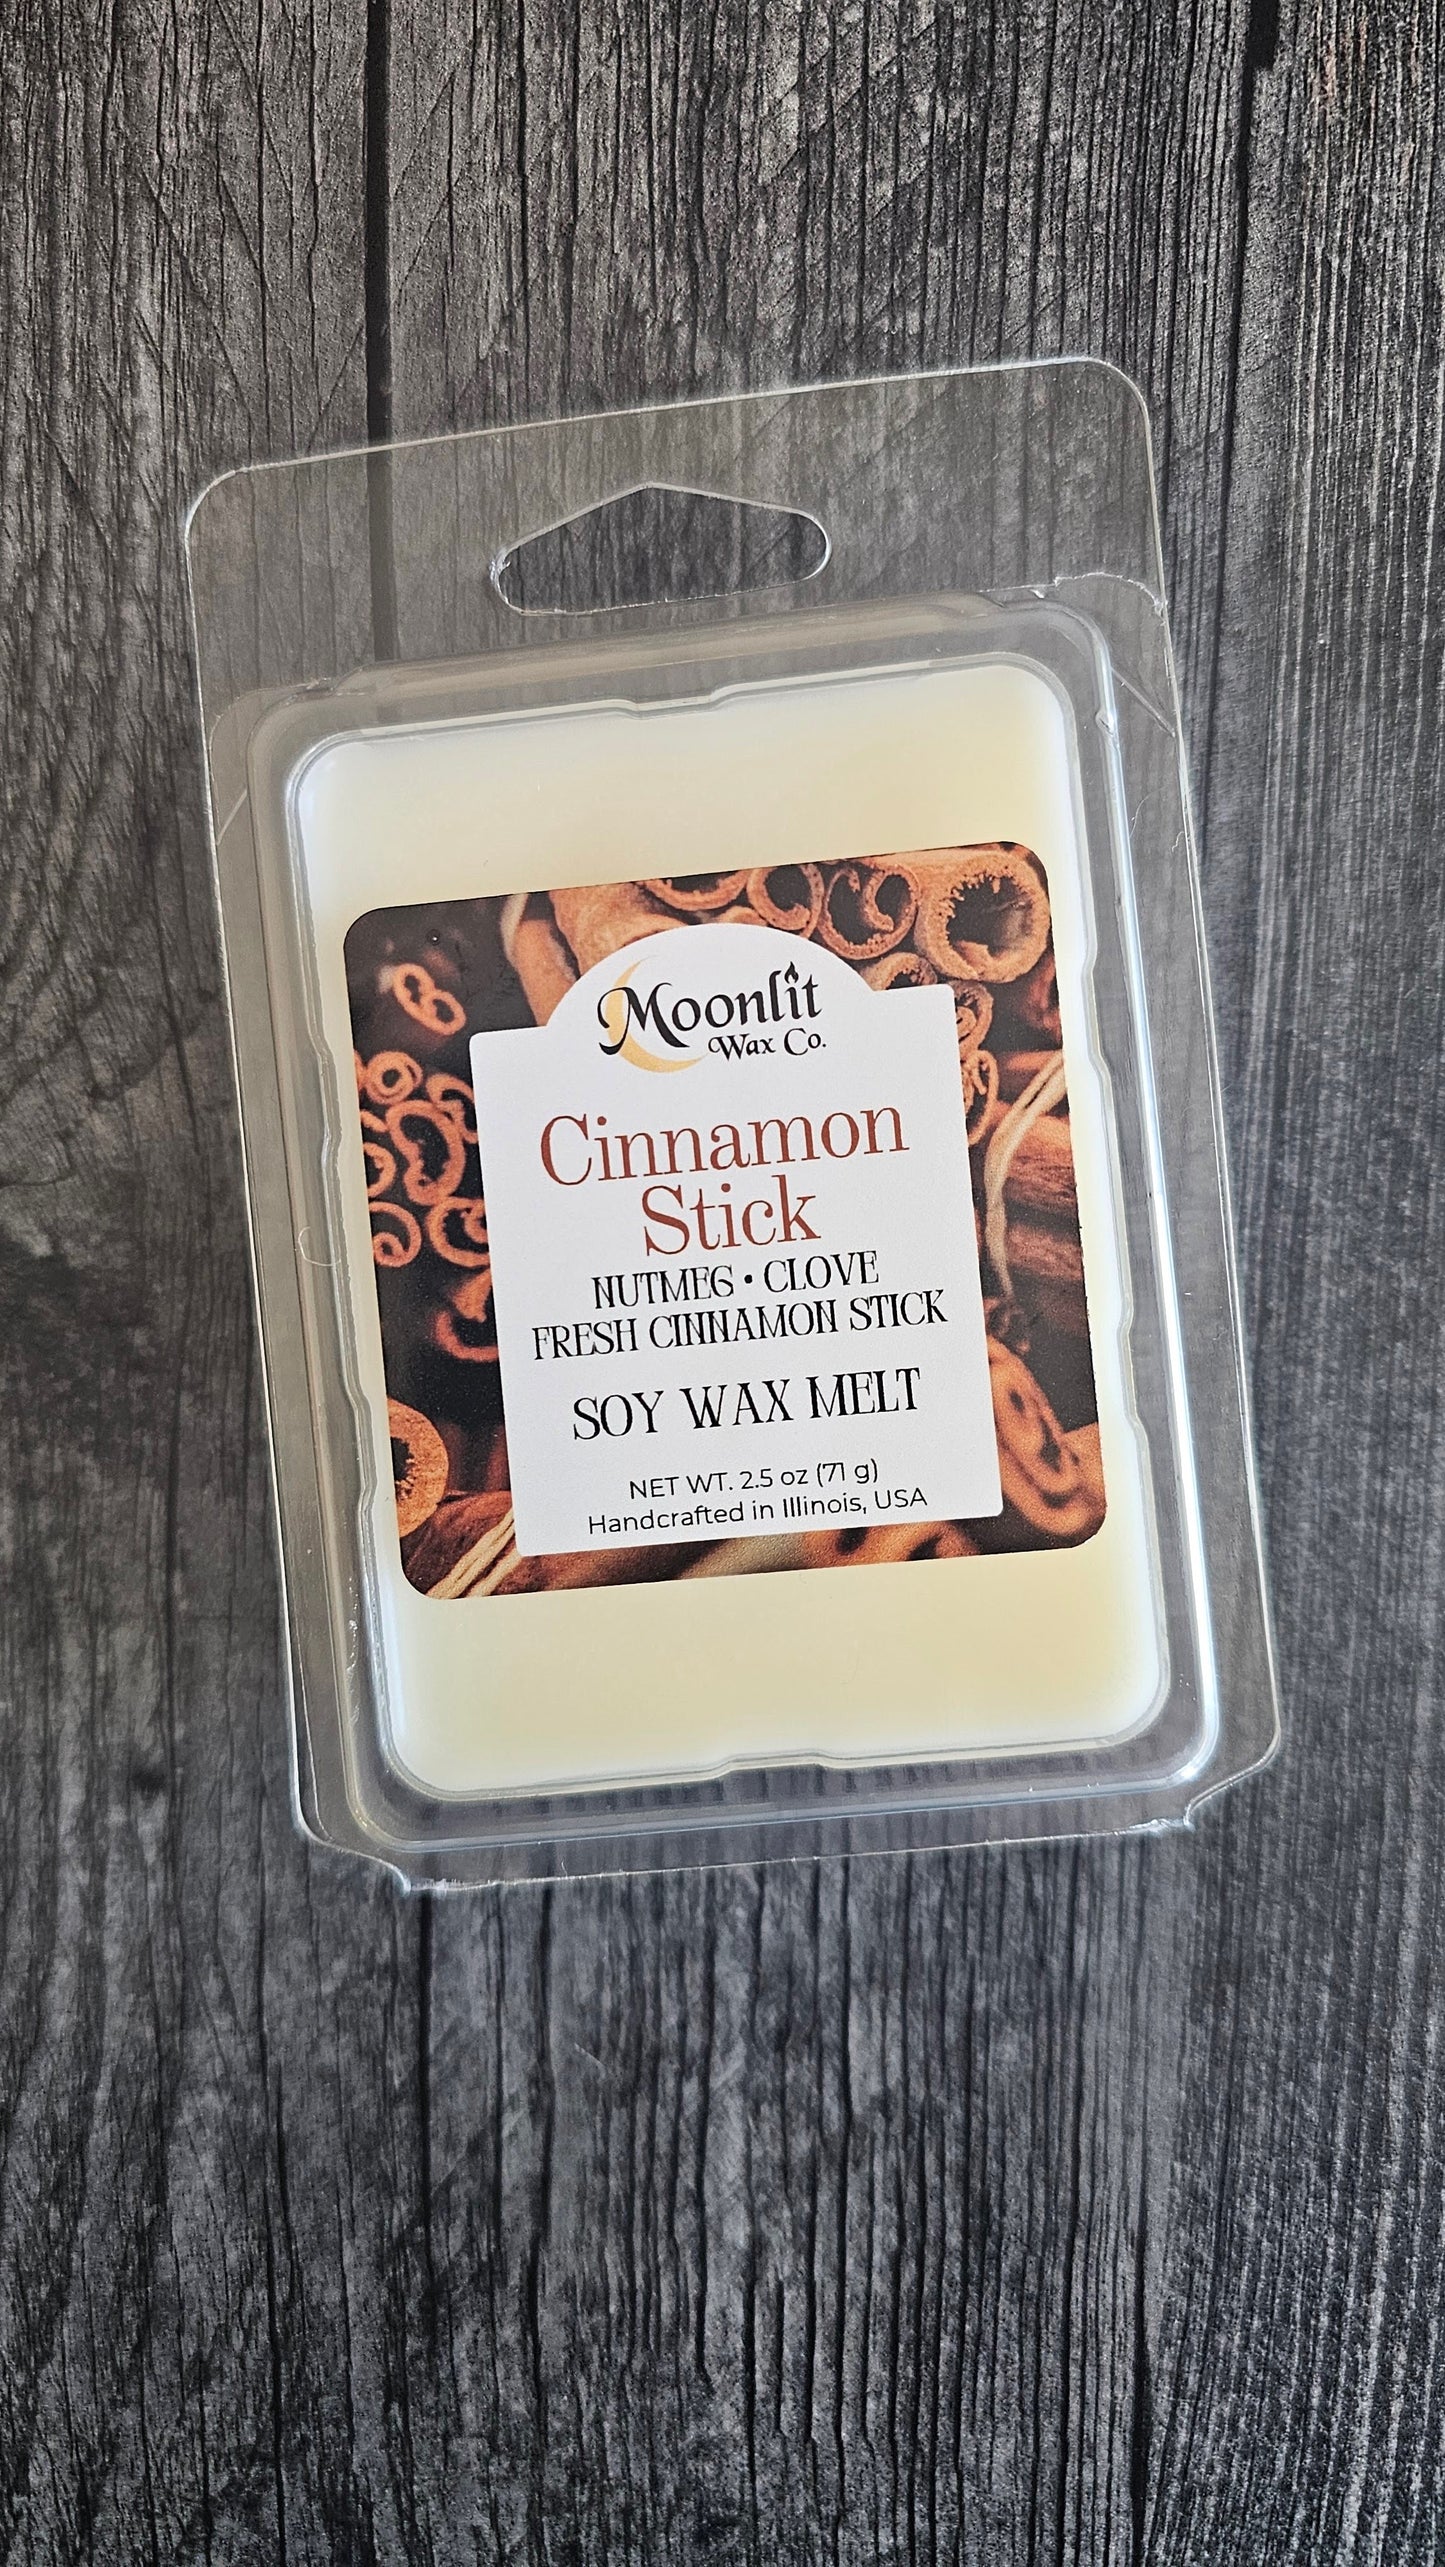 Moonlit
Wax Co.
Cinnamon
Stick
NUTMEG • CLOVE
FRESH CINNAMON STICK
SOY WAX MELT
NET WT. 2.5 oz (71 g)
Handcrafted in Illinois, USA